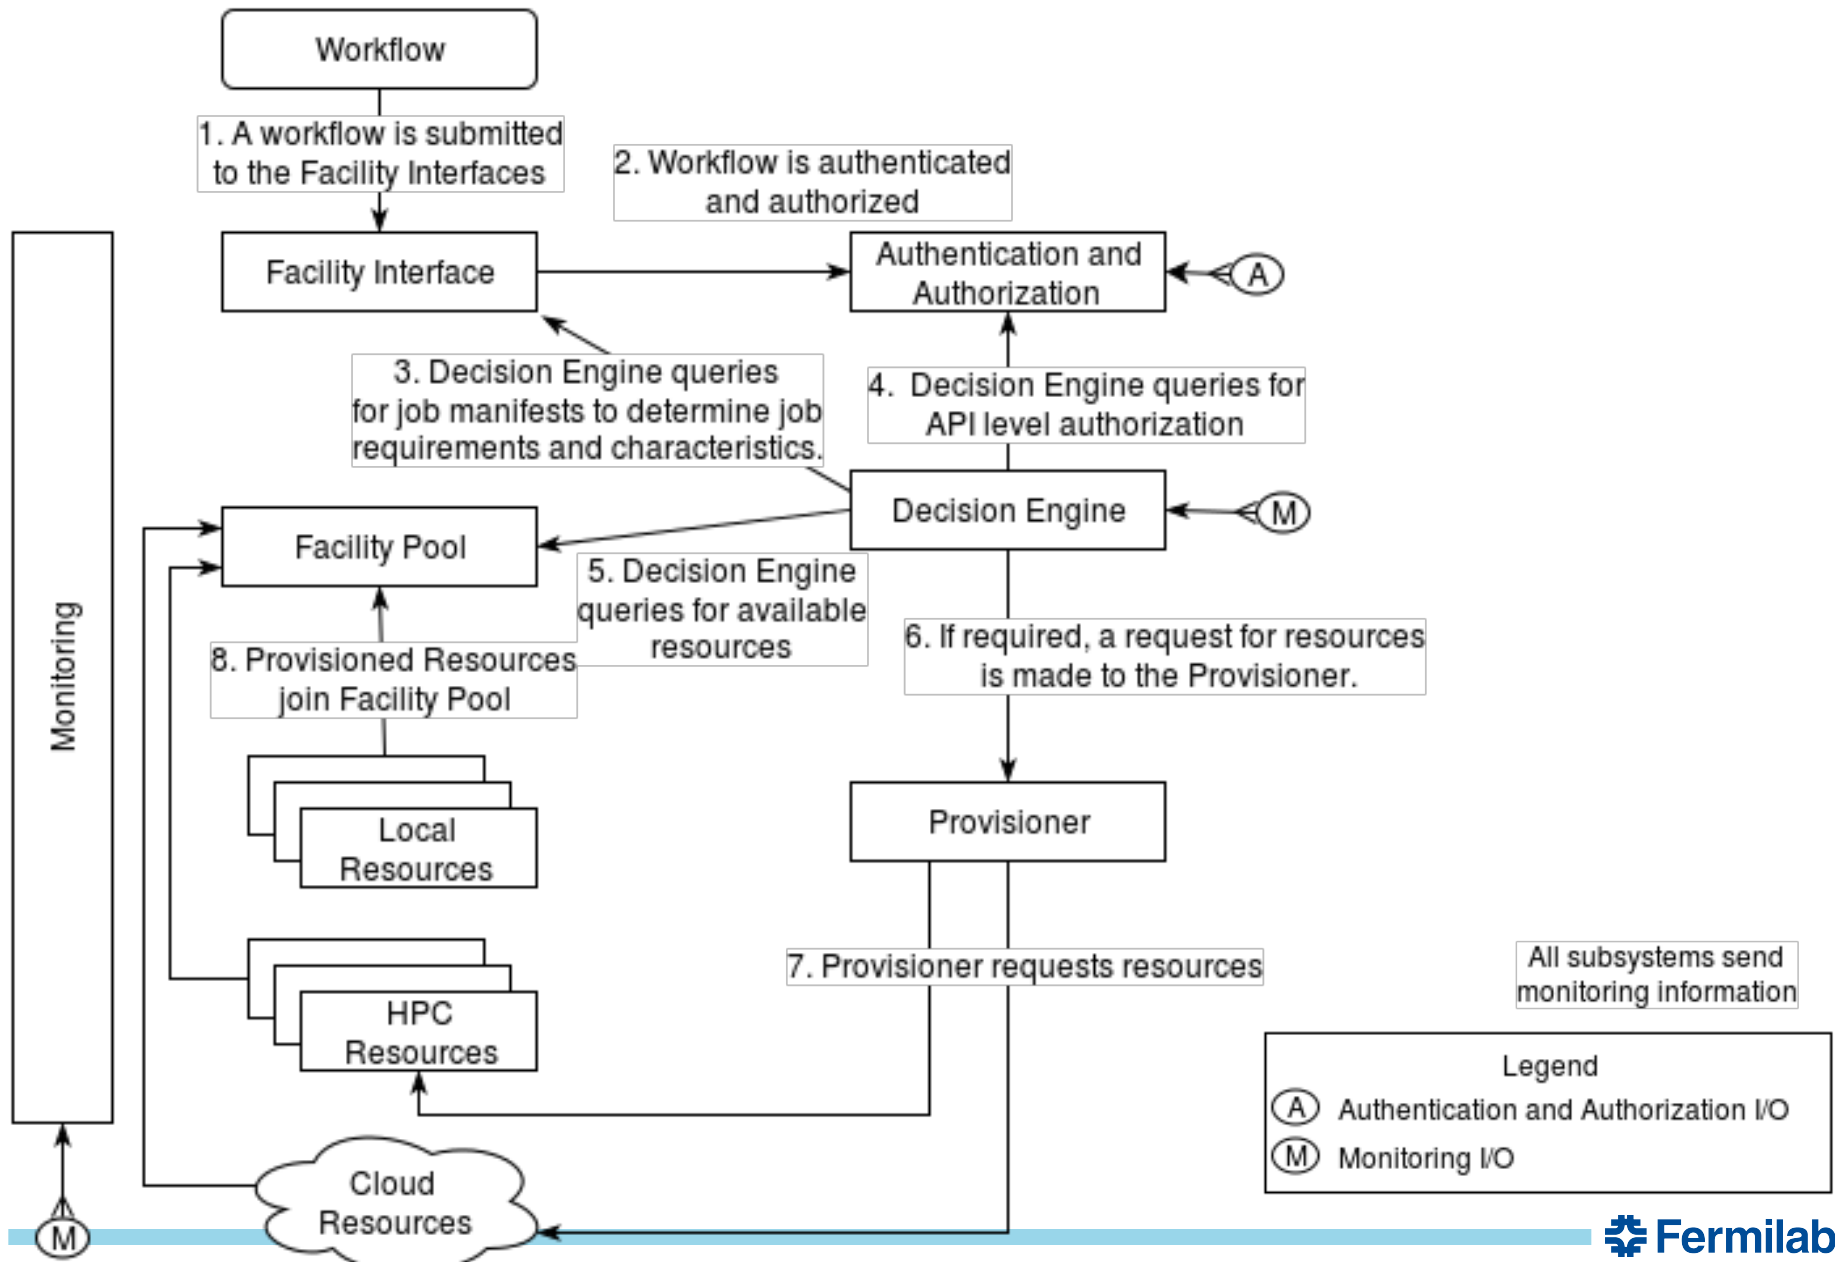 Workflow
1. A workflow is submitted
to the Facility Interfaces
2. Workflow is authenticated
and authorized
Facility Interface
Authentication and
Authorization
A
3. Decision Engine queries
for job manifests to determine job
requirements and characteristics.
4.  Decision Engine queries for
API level authorization
Decision Engine
M
Facility Pool
5. Decision Engine
queries for available
resources
6. If required, a request for resources
is made to the Provisioner.
8. Provisioned Resources
join Facility Pool
Monitoring
Local
Resources
Provisioner
7. Provisioner requests resources
HPC
Resources
All subsystems send
monitoring information
Legend
A Authentication and Authorization I/O
M Monitoring I/O
Cloud
Resources
M
Fermilab